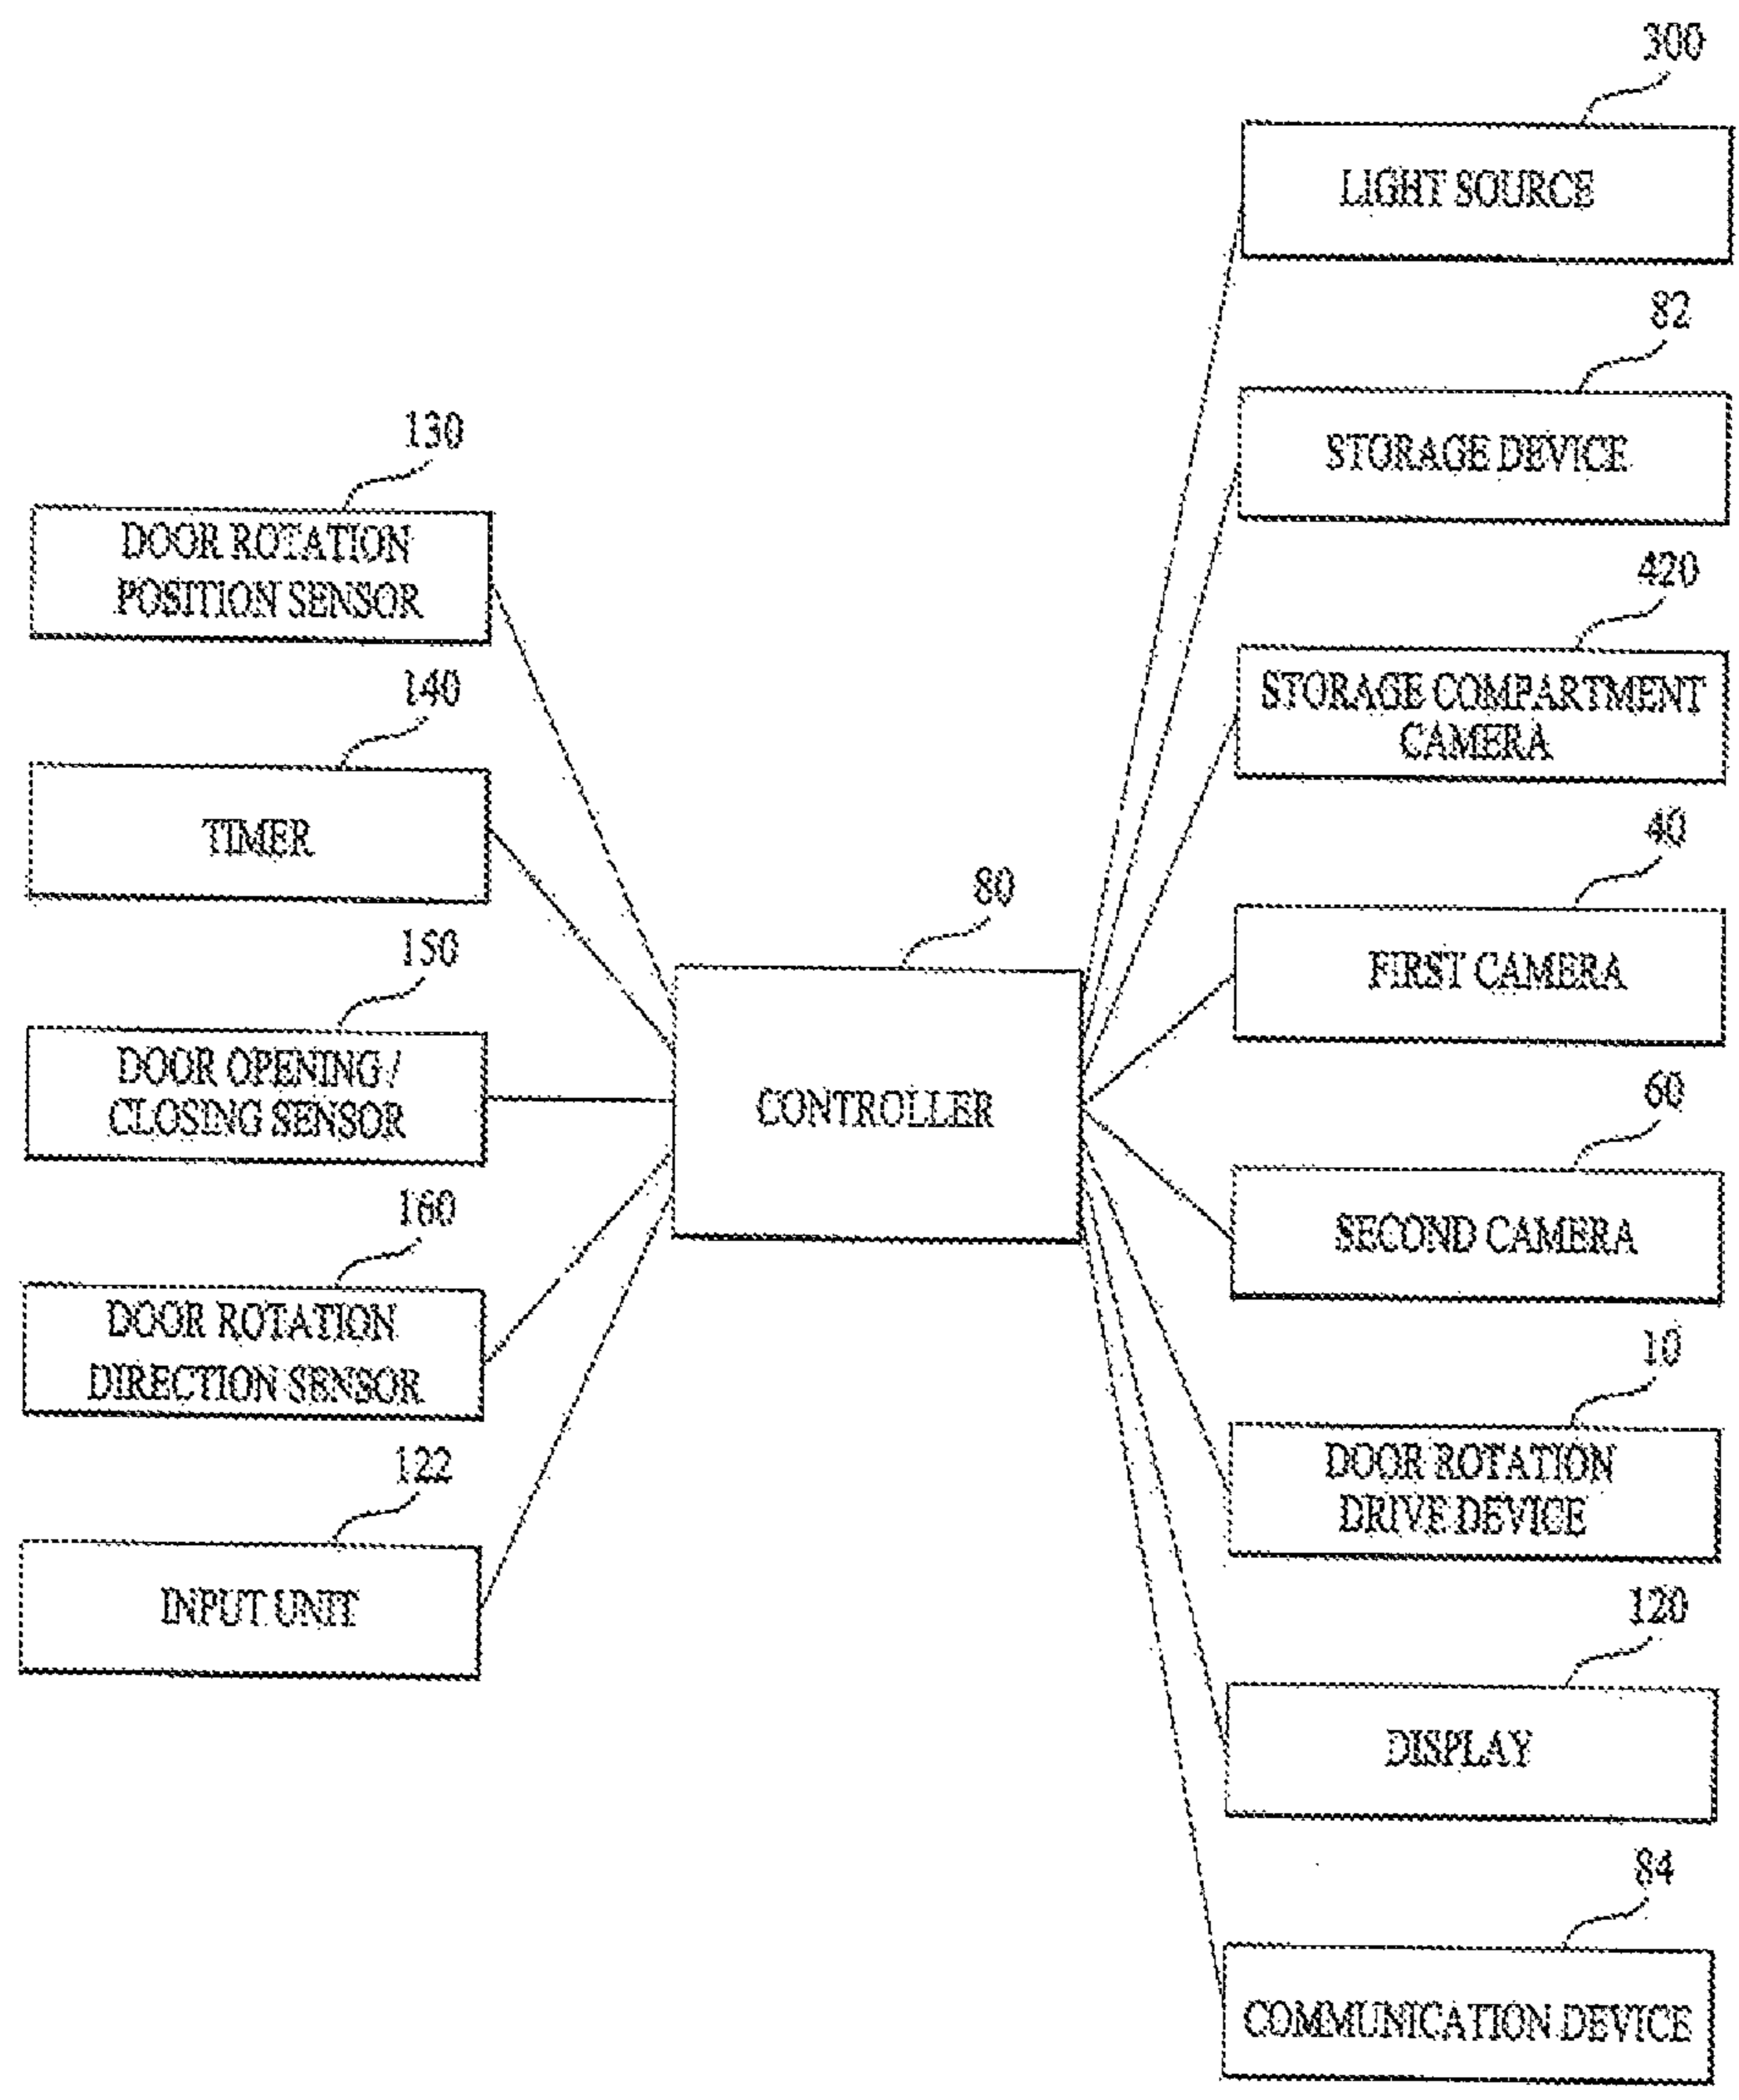 130
DOOR ROTATION
POSITION SENSOR
140
TIMER
150
DOOR OPENING /
CLOSING SENSOR
160
DOOR ROTATION
DIRECTION SENSOR
122
INPUT UNIT
80
CONTROLLER
300
LIGHT SOURCE
82
STORAGE DEVICE
420
STORAGE COMPARTMENT
CAMERA
40
FIRST CAMERA
60
SECOND CAMERA
10
DOOR ROTATION
DRIVE DEVICE
120
DISPLAY
84
COMMUNICATION DEVICE